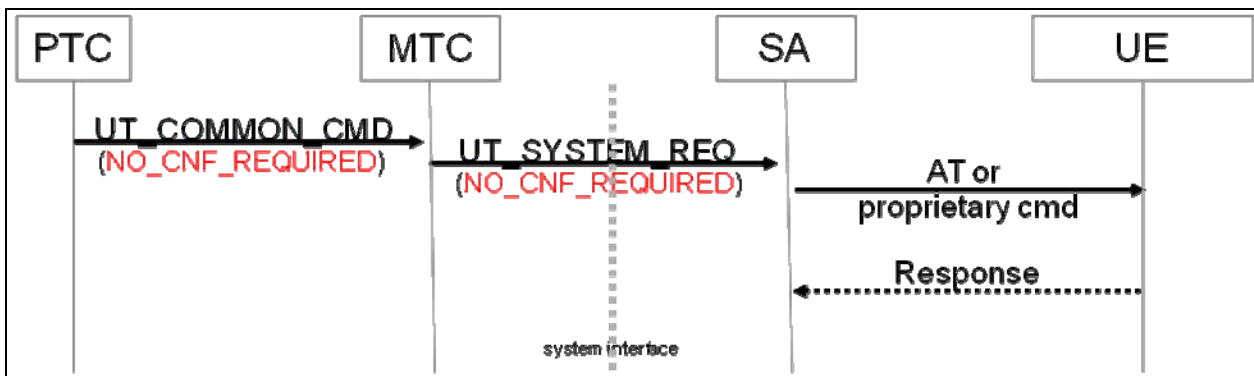 PTC MTC SA UE
UT_COMMON_CMD
(NO_CNF_REQUIRED)
UT_SYSTEM_REQ
(NO_CNF_REQUIRED)
AT or
proprietary cmd
Response
system interface